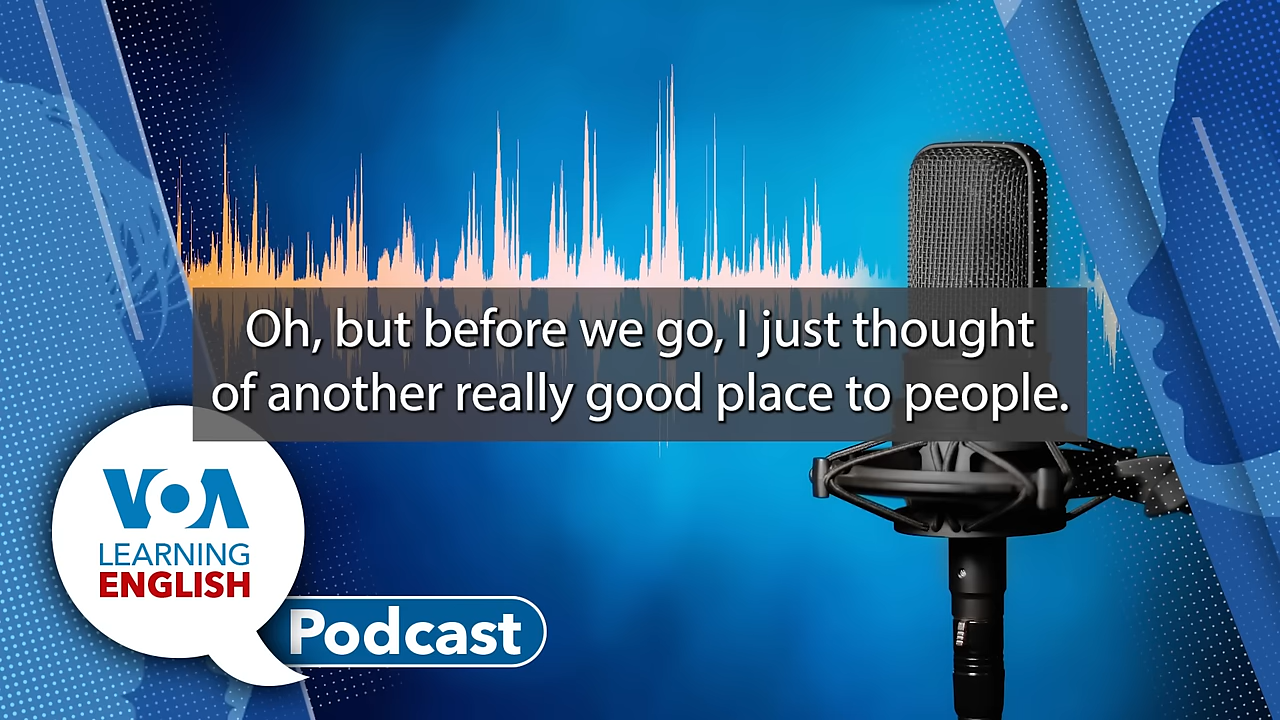 Oh, but before we go, I just thought
of another really good place to people.
VOA
LEARNING
ENGLISH
Podcast